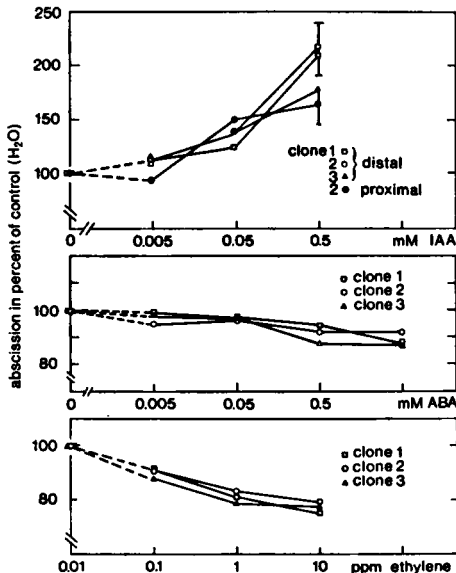 abscission in percent of control (H₂O)
250
200
150
100
clone 1
2
3
distal
2 proximal
0 0.005 0.05 0.5 mM IAA
clone 1
clone 2
clone 3
100
80
0 0.005 0.05 0.5 mM ABA
clone 1
clone 2
clone 3
100
80
0.01 0.1 1 10 ppm ethylene